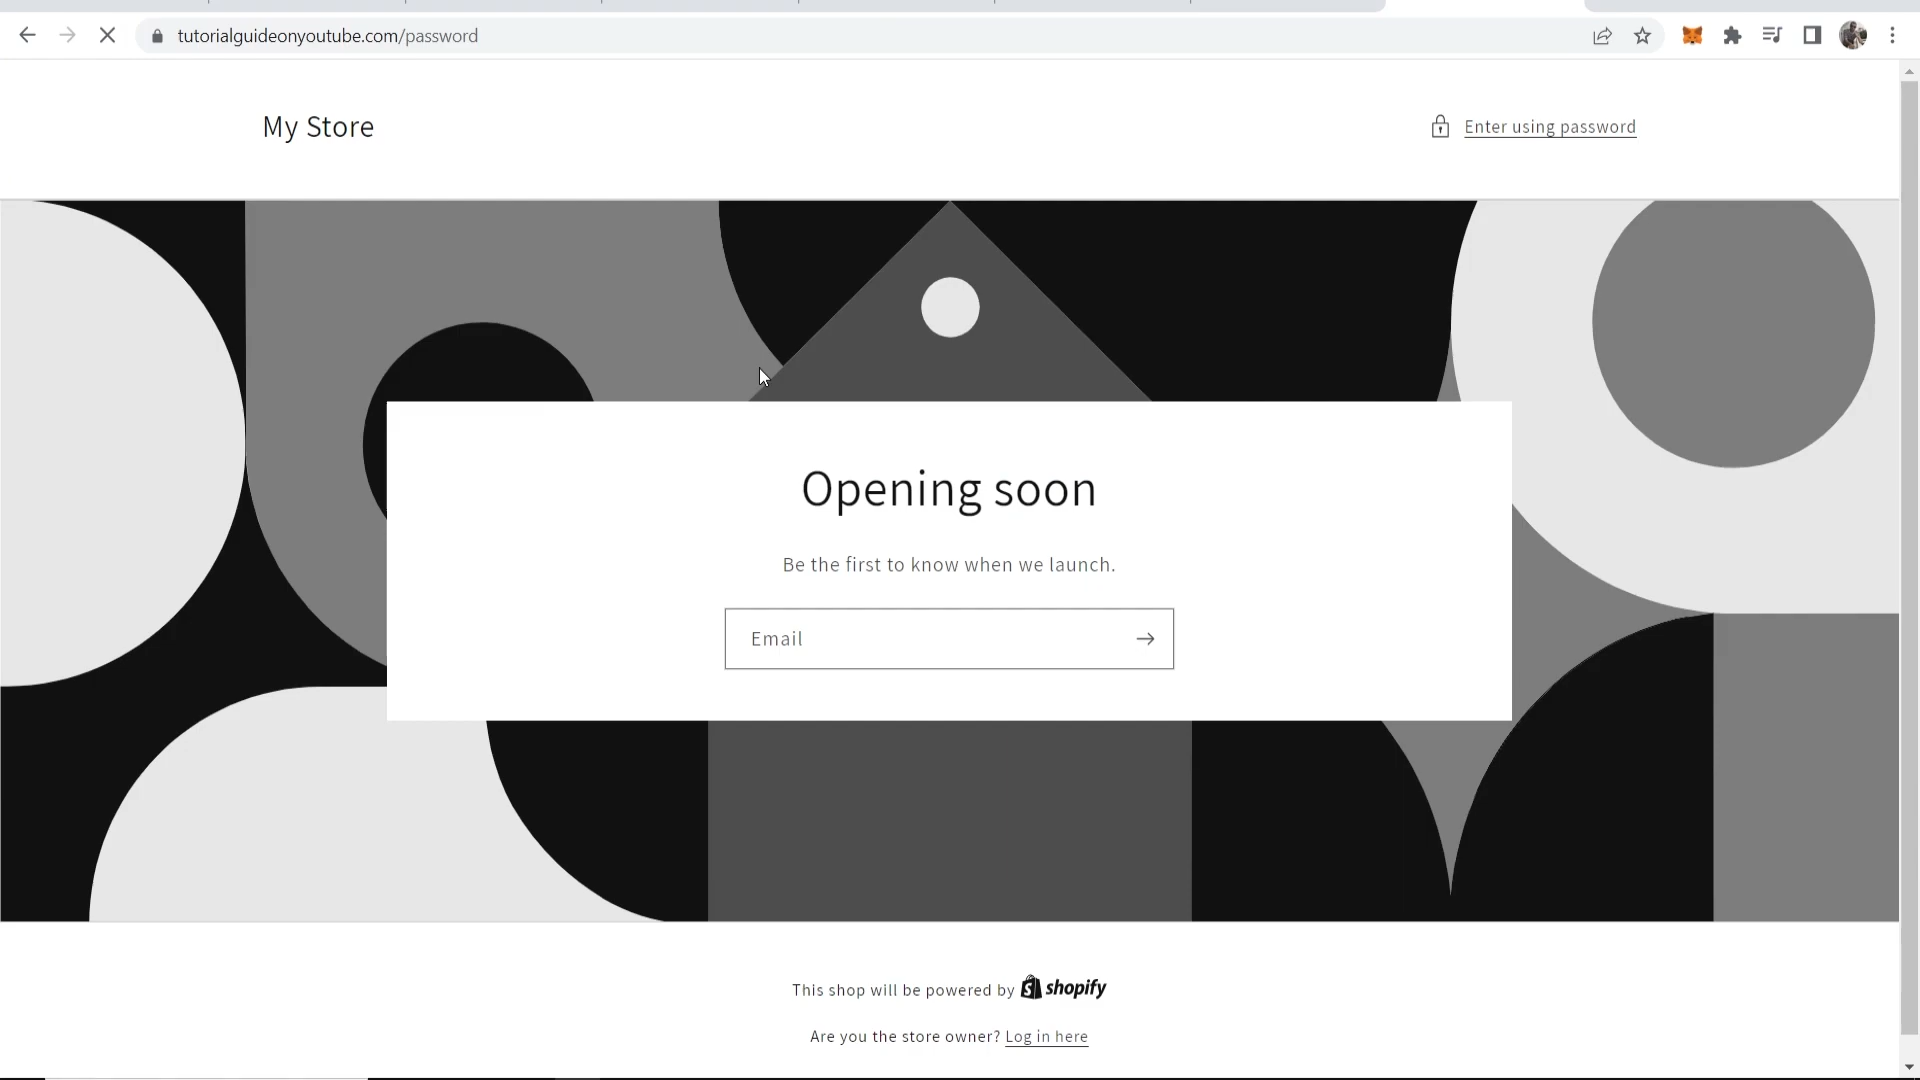 tutorialguideonyoutube.com/password
My Store
Enter using password
Opening soon
Be the first to know when we launch.
Email
This shop will be powered by shopify
Are you the store owner? Log in here